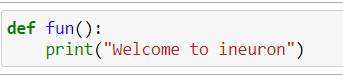 def fun():
    print("Welcome to ineuron")